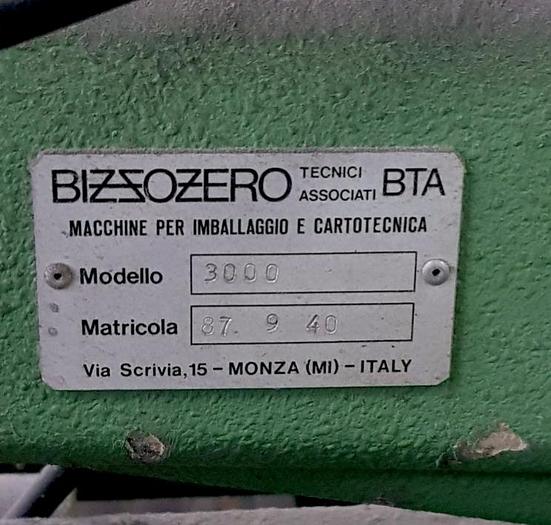 BIZZOZERO TECNICI ASSOCIATI BTA
MACCHINE PER IMBALLAGGIO E CARTOTECNICA
Modello 3000
Matricola 87. 9 40
Via Scrivia, 15 – MONZA (MI) – ITALY